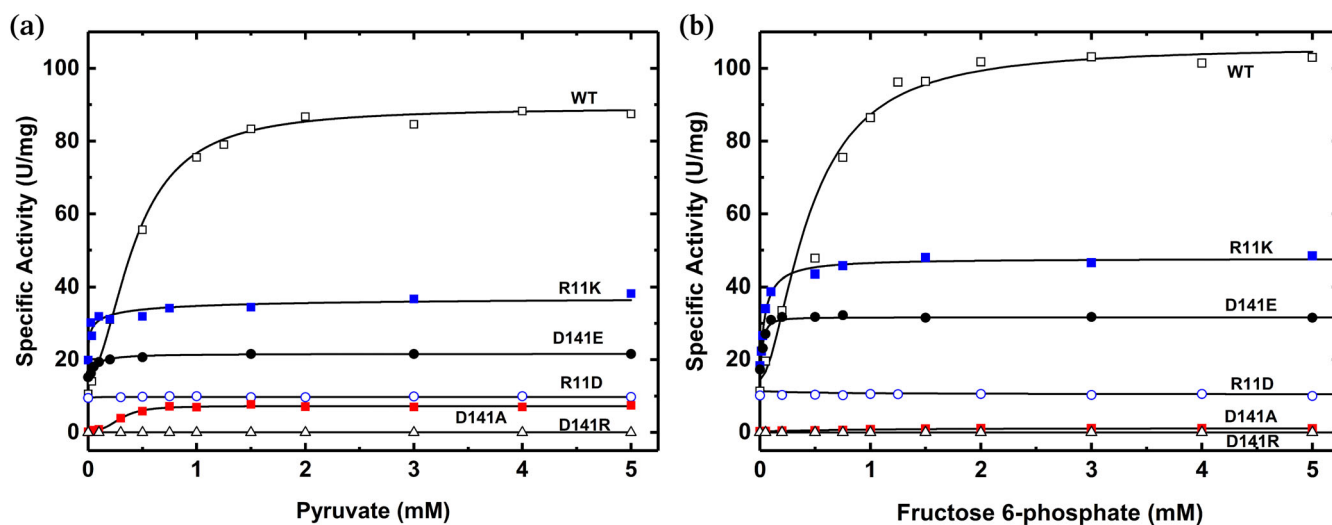 (a)
Specific Activity (U/mg)
100
80
60
40
20
0
WT
R11K
D141E
R11D
D141A
D141R
0 1 2 3 4 5
Pyruvate (mM)
(b)
Specific Activity (U/mg)
100
80
60
40
20
0
WT
R11K
D141E
R11D
D141A
D141R
0 1 2 3 4 5
Fructose 6-phosphate (mM)